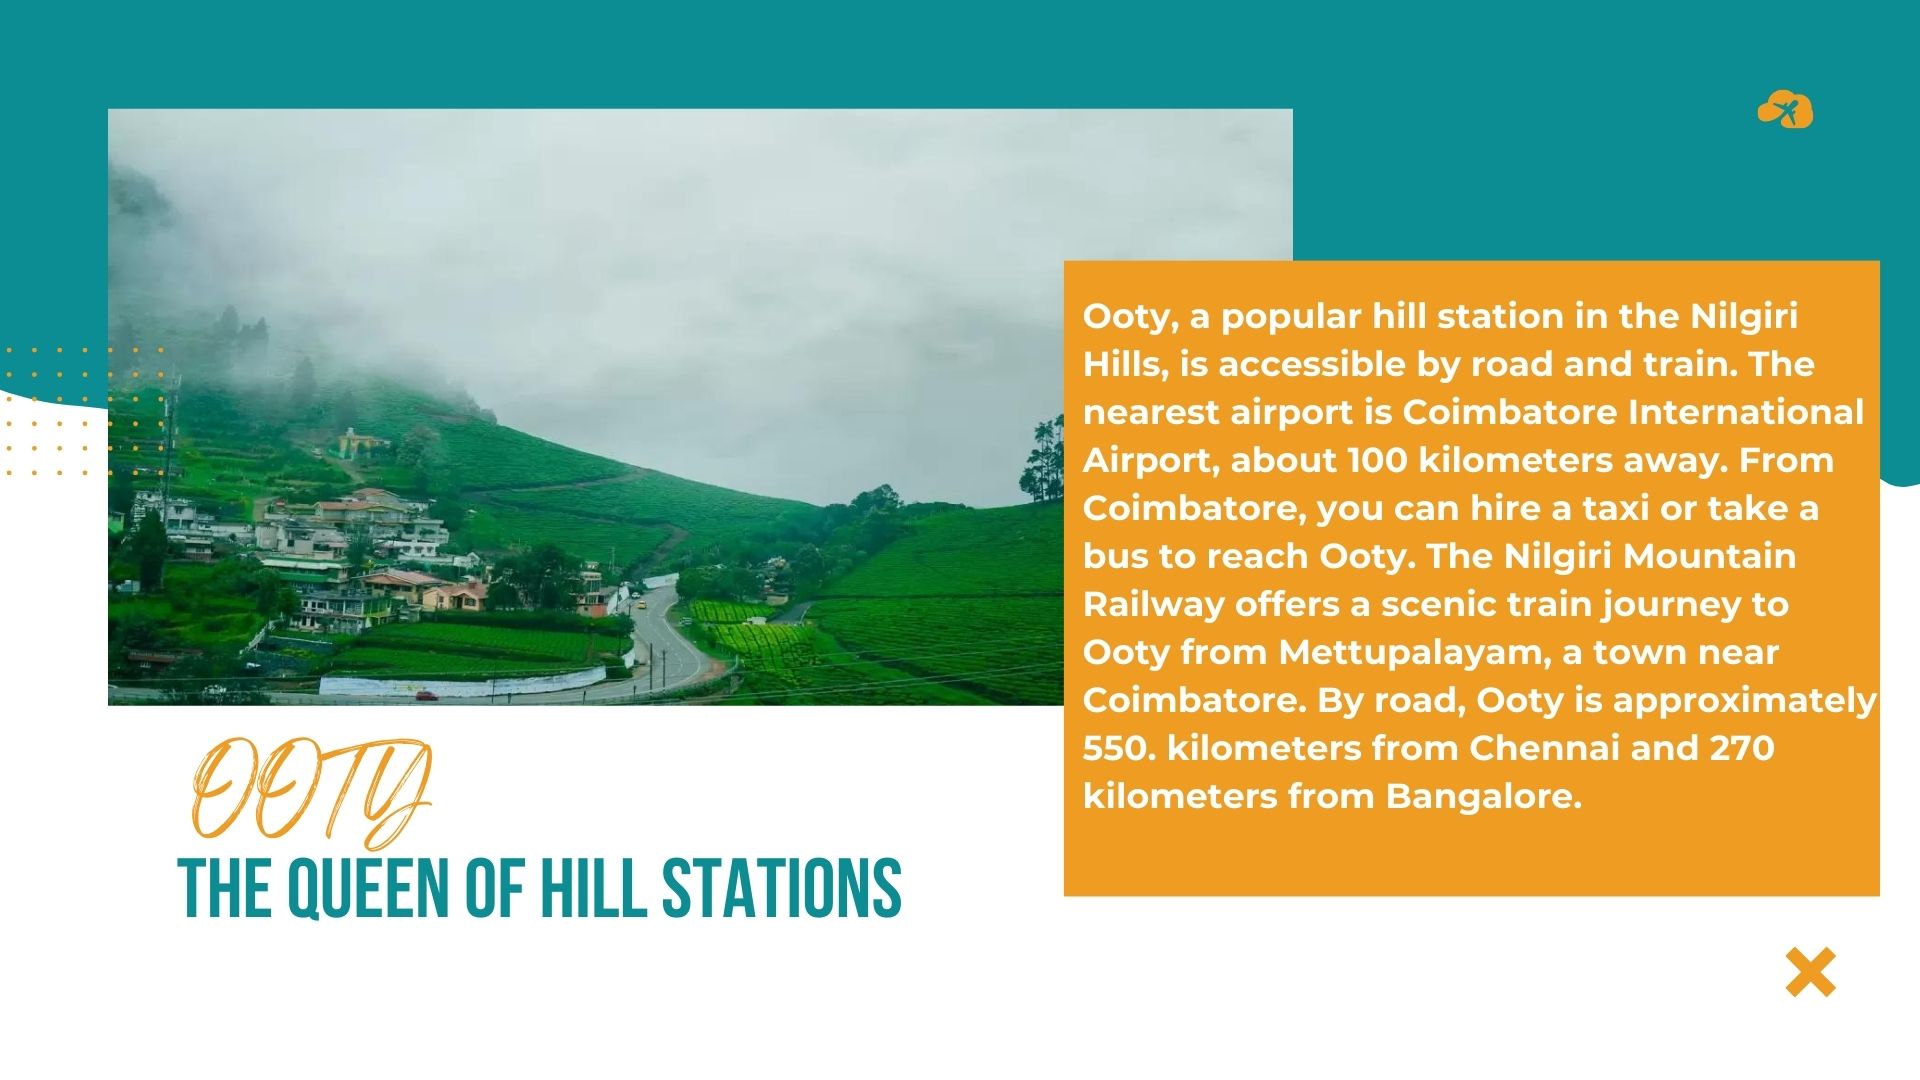 Ooty, a popular hill station in the Nilgiri
Hills, is accessible by road and train. The
nearest airport is Coimbatore International
Airport, about 100 kilometers away. From
Coimbatore, you can hire a taxi or take a
bus to reach Ooty. The Nilgiri Mountain
Railway offers a scenic train journey to
Ooty from Mettupalayam, a town near
Coimbatore. By road, Ooty is approximately
550. kilometers from Chennai and 270
kilometers from Bangalore.
OOTY
THE QUEEN OF HILL STATIONS